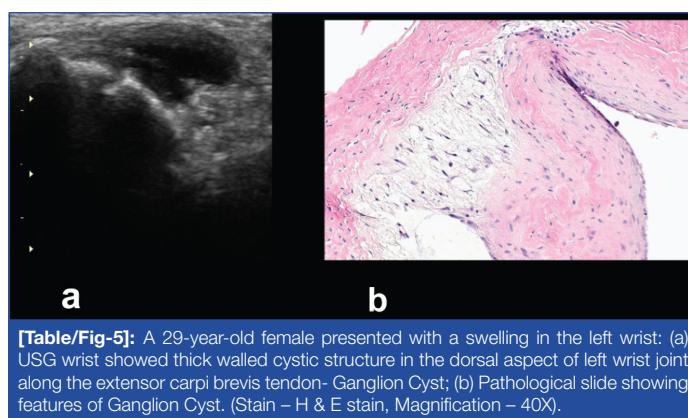 a
b
[Table/Fig-5]: A 29-year-old female presented with a swelling in the left wrist: (a)
USG wrist showed thick walled cystic structure in the dorsal aspect of left wrist joint
along the extensor carpi brevis tendon- Ganglion Cyst; (b) Pathological slide showing
features of Ganglion Cyst. (Stain – H & E stain, Magnification – 40X).